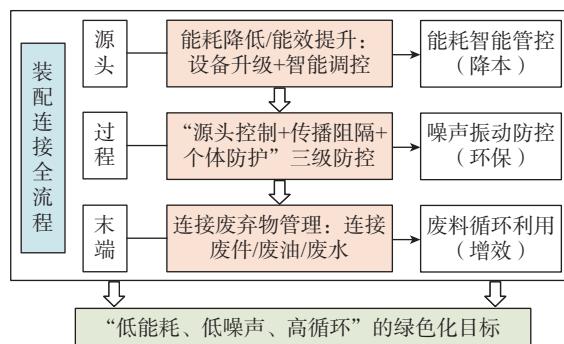 装配连接全流程
源头
能耗降低/能效提升：
设备升级+智能调控
能耗智能管控
（降本）
过程
“源头控制+传播阻隔+
个体防护”三级防控
噪声振动防控
（环保）
末端
连接废弃物管理：连接
废件/废油/废水
废料循环利用
（增效）
“低能耗、低噪声、高循环”的绿色化目标